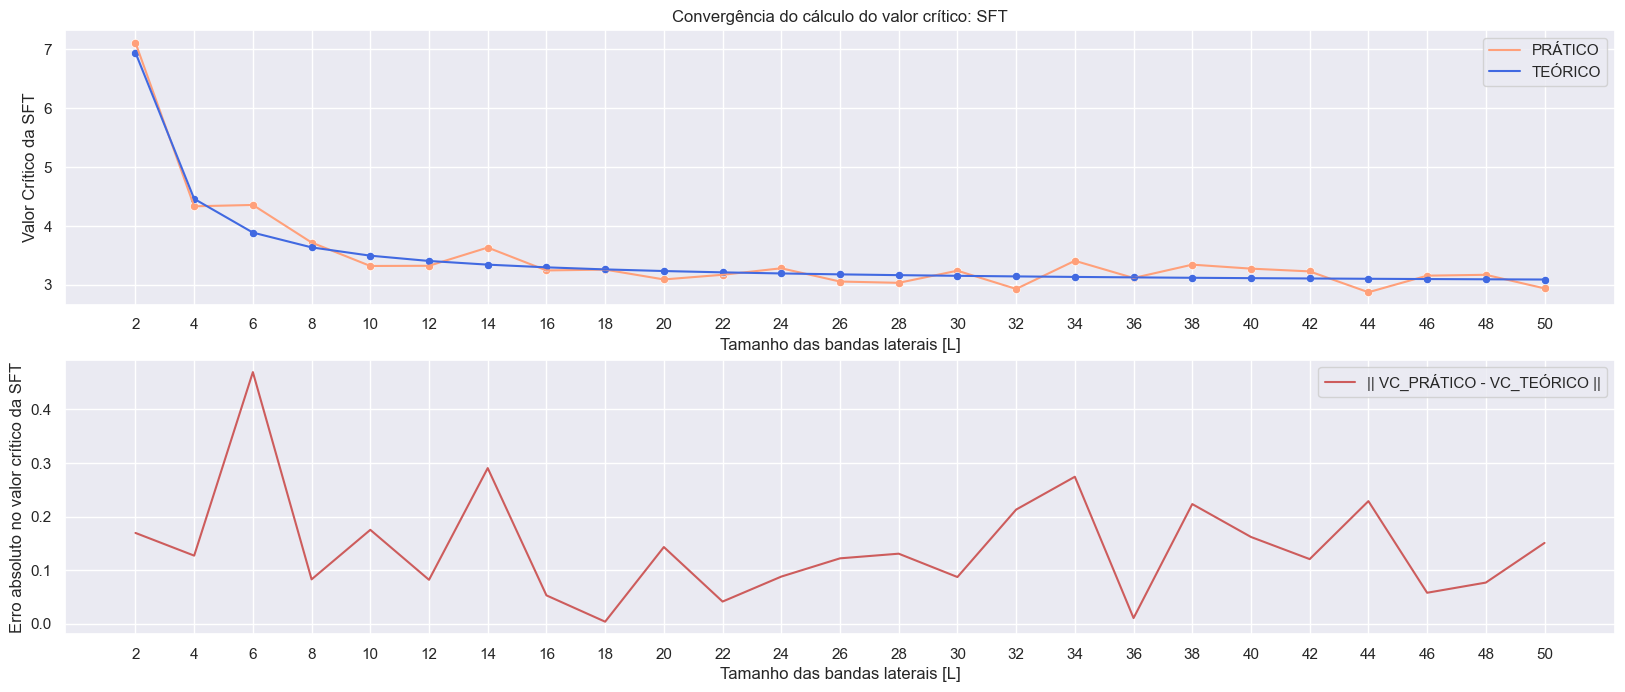 Convergência do cálculo do valor crítico: SFT
Valor Crítico da SFT
7
6
5
4
3
PRÁTICO
TEÓRICO
2 4 6 8 10 12 14 16 18 20 22 24 26 28 30 32 34 36 38 40 42 44 46 48 50
Tamanho das bandas laterais [L]
Erro absoluto no valor crítico da SFT
0.4
0.3
0.2
0.1
0.0
|| VC_PRÁTICO - VC_TEÓRICO ||
2 4 6 8 10 12 14 16 18 20 22 24 26 28 30 32 34 36 38 40 42 44 46 48 50
Tamanho das bandas laterais [L]